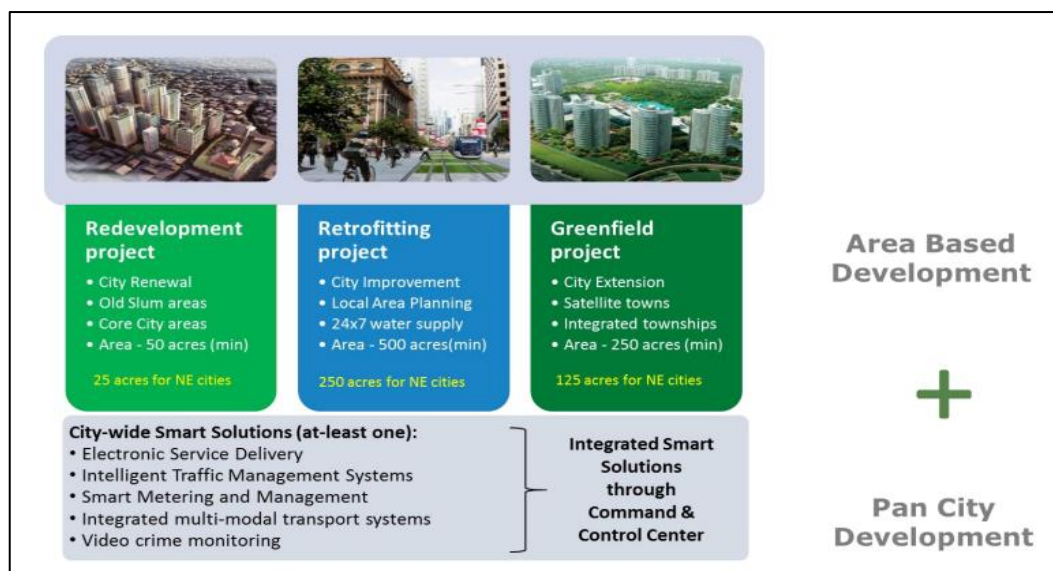 Redevelopment
project
• City Renewal
• Old Slum areas
• Core City areas
• Area - 50 acres (min)
25 acres for NE cities
Retrofitting
project
• City Improvement
• Local Area Planning
• 24x7 water supply
• Area - 500 acres(min)
250 acres for NE cities
Greenfield
project
• City Extension
• Satellite towns
• Integrated townships
• Area - 250 acres (min)
125 acres for NE cities
Area Based
Development
+
Pan City
Development
City-wide Smart Solutions (at-least one):
• Electronic Service Delivery
• Intelligent Traffic Management Systems
• Smart Metering and Management
• Integrated multi-modal transport systems
• Video crime monitoring
Integrated Smart
Solutions
through
Command &
Control Center